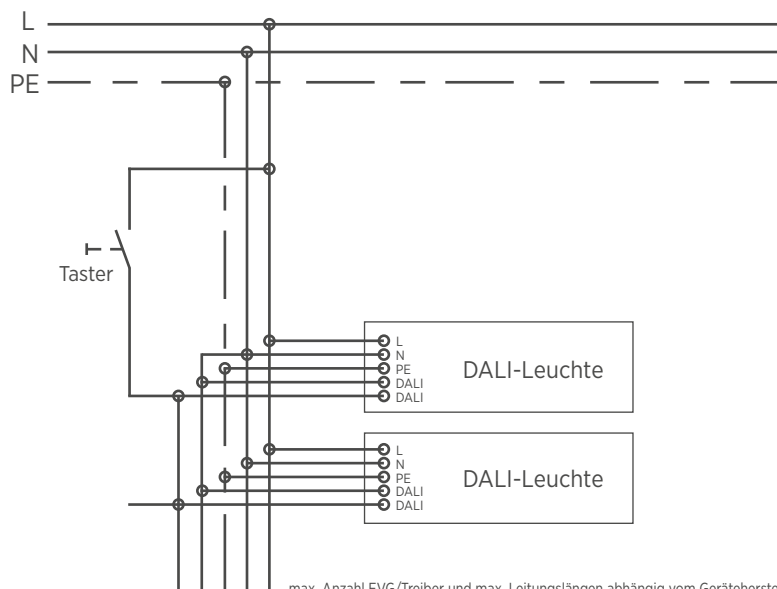 L
N
PE
Taster
L
N
PE
DALI
DALI
DALI-Leuchte
L
N
PE
DALI
DALI
DALI-Leuchte
max. Anzahl EVG/Treiber und max. Leitungslängen abhängig vom